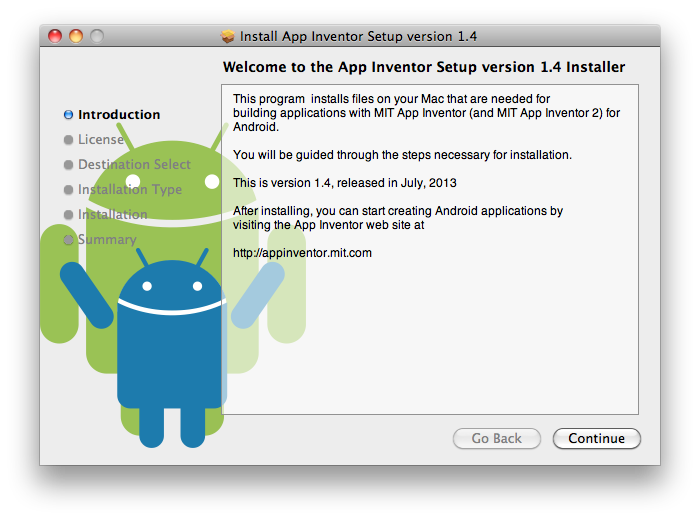 Install App Inventor Setup version 1.4
Welcome to the App Inventor Setup version 1.4 Installer
Introduction
License
Destination Select
Installation Type
Installation
Summary
This program  installs files on your Mac that are needed for
building applications with MIT App Inventor (and MIT App Inventor 2) for
Android.
You will be guided through the steps necessary for installation.
This is version 1.4, released in July, 2013
After installing, you can start creating Android applications by
visiting the App Inventor web site at
http://appinventor.mit.com
Go Back
Continue